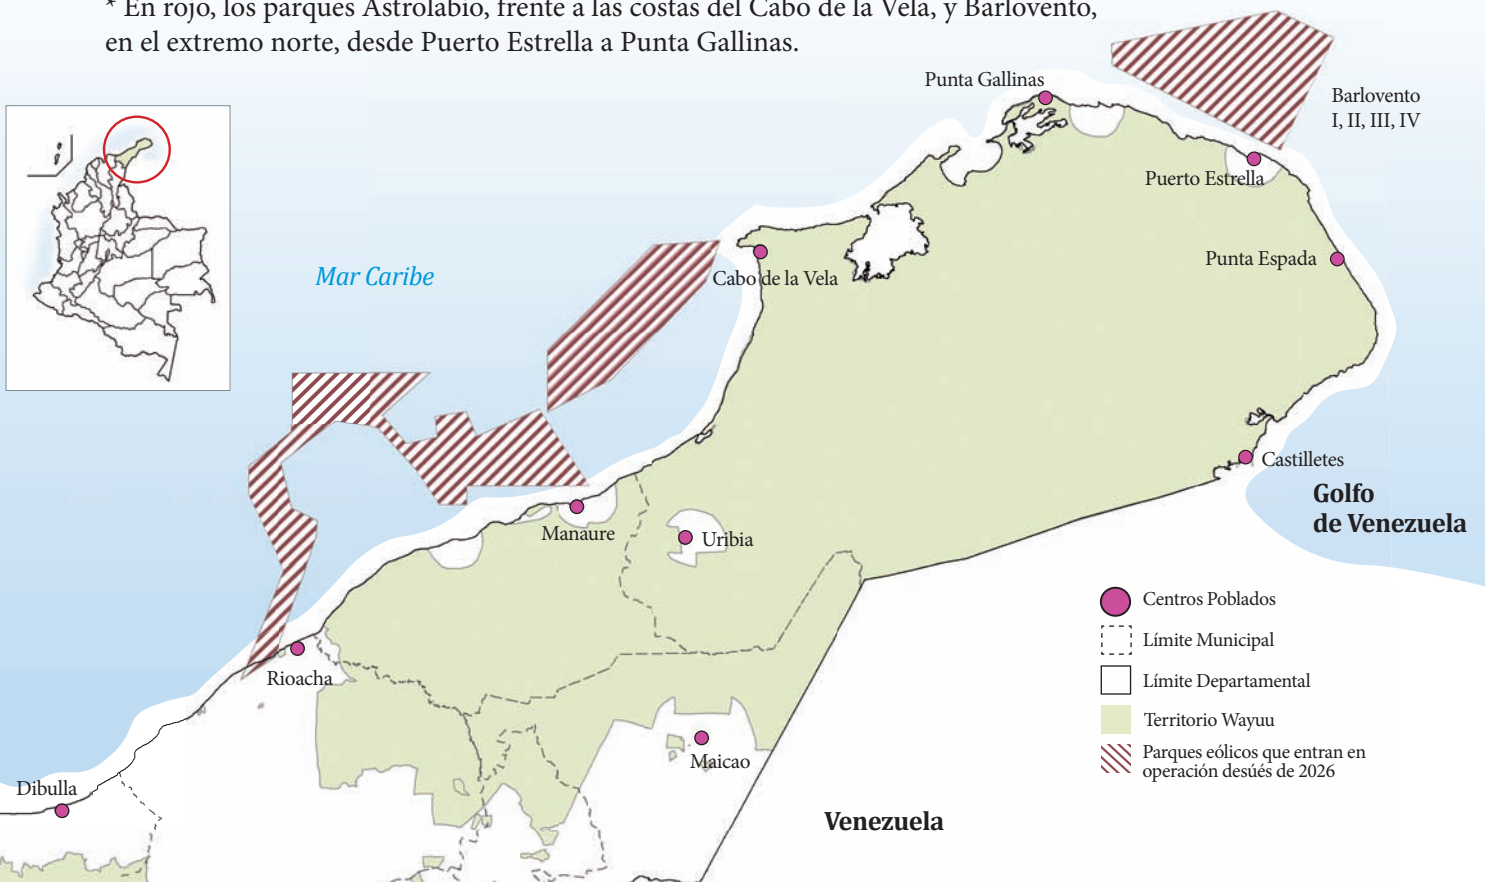 * En rojo, los parques Astrolabio, frente a las costas del Cabo de la Vela, y Barlovento,
en el extremo norte, desde Puerto Estrella a Punta Gallinas.
Punta Gallinas
Barlovento
I, II, III, IV
Puerto Estrella
Punta Espada
Mar Caribe
Cabo de la Vela
Castilletes
Golfo
de Venezuela
Manaure
Uribia
Rioacha
Maicao
Dibulla
Venezuela
Centros Poblados
Límite Municipal
Límite Departamental
Territorio Wayuu
Parques eólicos que entran en
operación desúés de 2026